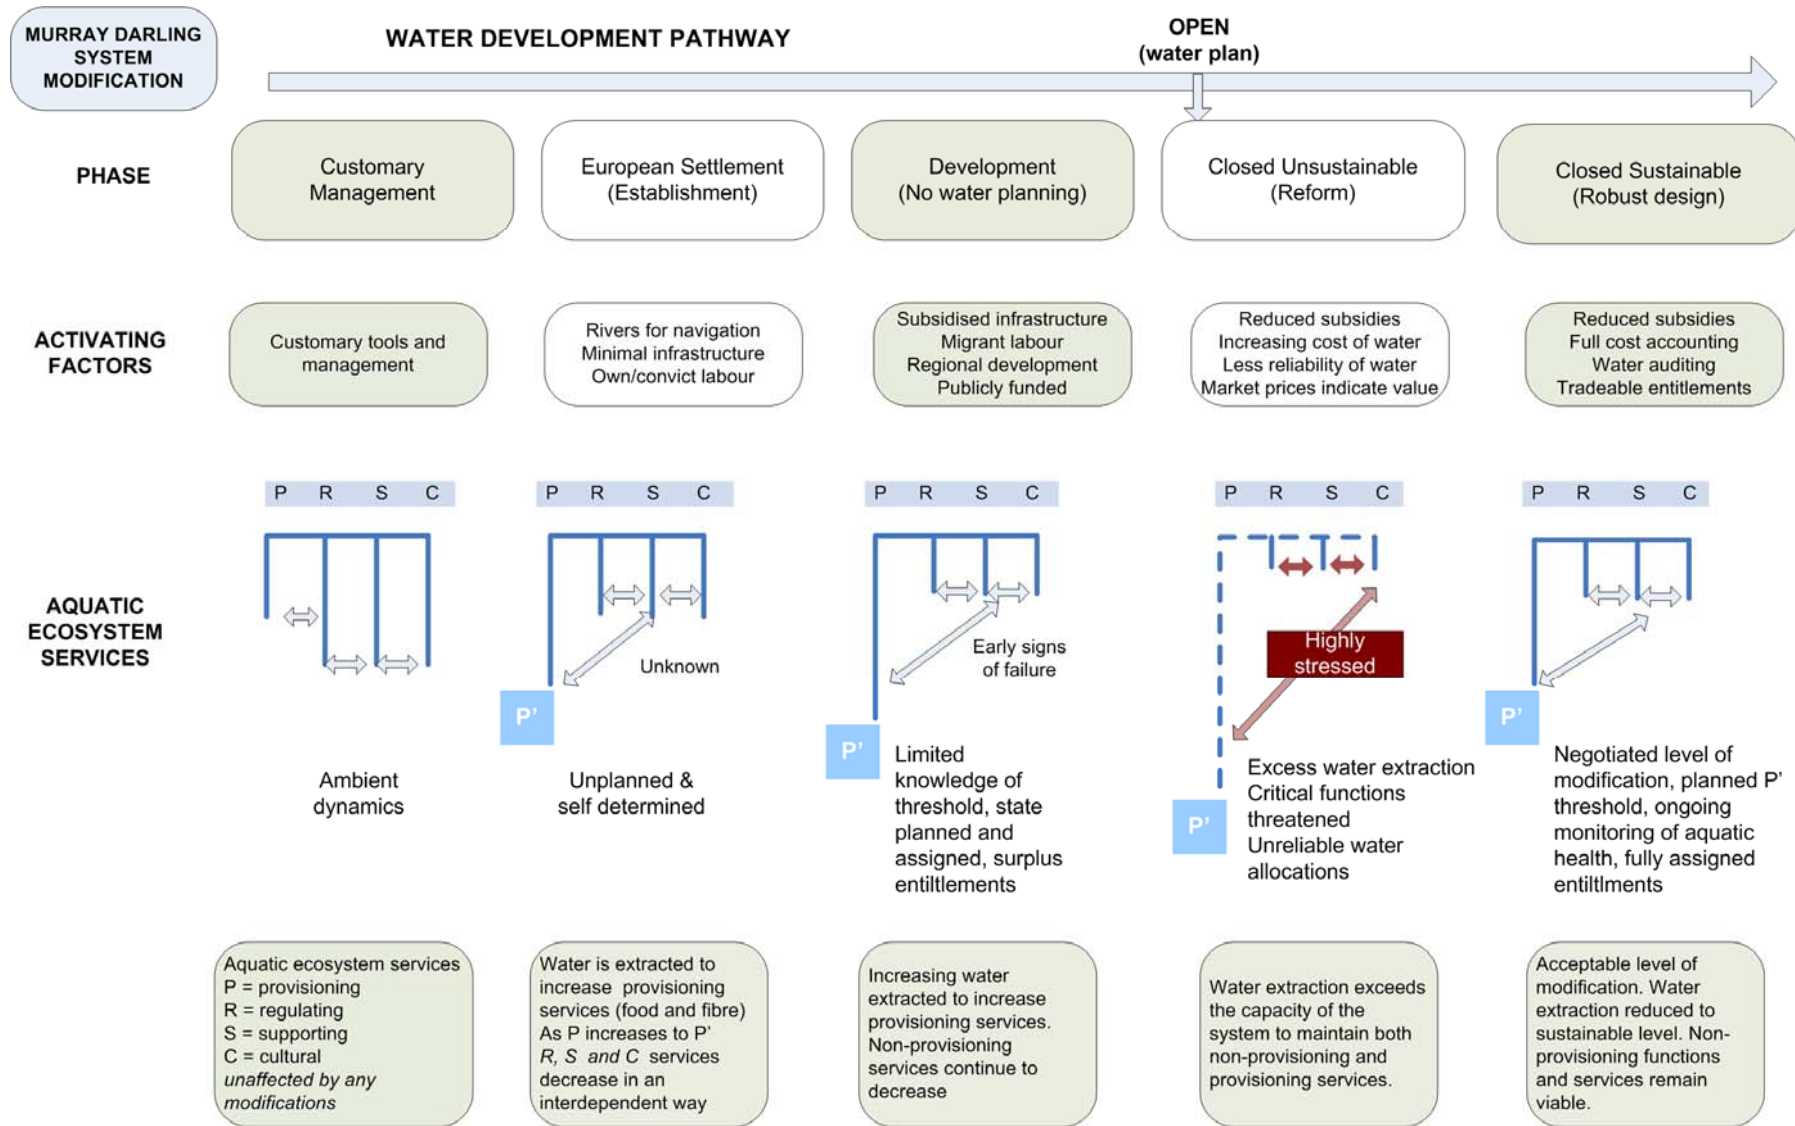 MURRAY DARLING
SYSTEM
MODIFICATION
WATER DEVELOPMENT PATHWAY
OPEN
(water plan)
PHASE
Customary
Management
European Settlement
(Establishment)
Development
(No water planning)
Closed Unsustainable
(Reform)
Closed Sustainable
(Robust design)
ACTIVATING
FACTORS
Customary tools and
management
Rivers for navigation
Minimal infrastructure
Own/convict labour
Subsidised infrastructure
Migrant labour
Regional development
Publicly funded
Reduced subsidies
Increasing cost of water
Less reliability of water
Market prices indicate value
Reduced subsidies
Full cost accounting
Water auditing
Tradeable entitlements
AQUATIC
ECOSYSTEM
SERVICES
P R S C
Ambient
dynamics
P R S C
Unknown
P'
Unplanned &
self determined
P R S C
Early signs
of failure
P'
Limited
knowledge of
threshold, state
planned and
assigned, surplus
entiltlements
P R S C
Highly
stressed
P'
Excess water extraction
Critical functions
threatened
Unreliable water
allocations
P R S C
P'
Negotiated level of
modification, planned P'
threshold, ongoing
monitoring of aquatic
health, fully assigned
entiltlments
Aquatic ecosystem services
P = provisioning
R = regulating
S = supporting
C = cultural
unaffected by any
modifications
Water is extracted to
increase provisioning
services (food and fibre)
As P increases to P'
R, S and C services
decrease in an
interdependent way
Increasing water
extracted to increase
provisioning services.
Non-provisioning
services continue to
decrease
Water extraction exceeds
the capacity of the
system to maintain both
non-provisioning and
provisioning services.
Acceptable level of
modification. Water
extraction reduced to
sustainable level. Non-
provisioning functions
and services remain
viable.